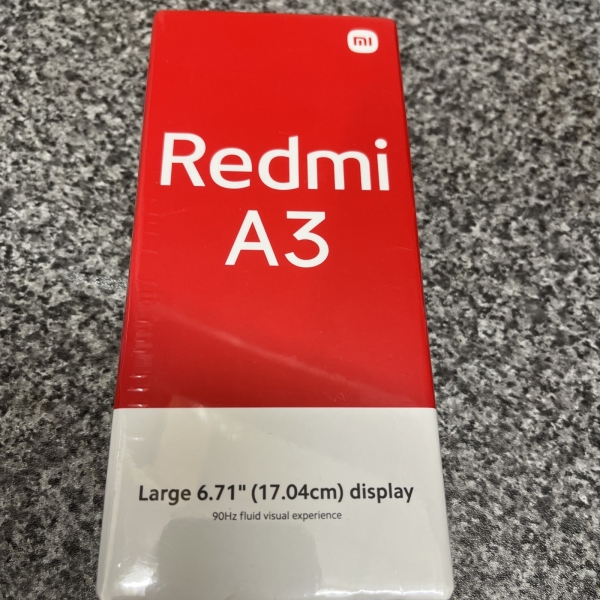 mi
Redmi
A3
Large 6.71" (17.04cm) display
90Hz fluid visual experience